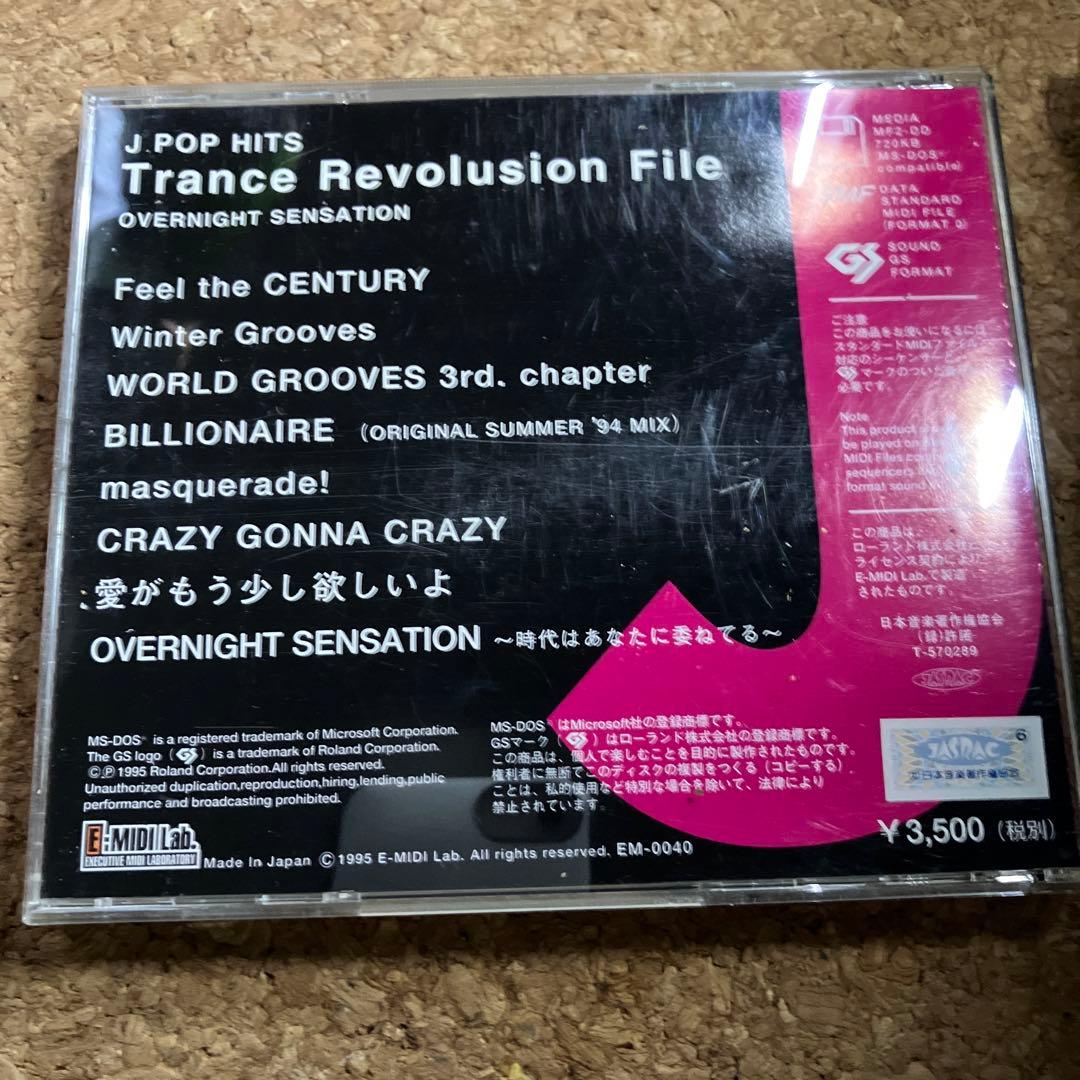 J.POP HITS
Trance Revolusion File
OVERNIGHT SENSATION
Feel the CENTURY
Winter Grooves
WORLD GROOVES 3rd. chapter
BILLIONAIRE (ORIGINAL SUMMER '94 MIX)
masquerade!
CRAZY GONNA CRAZY
愛がもう少し欲しいよ
OVERNIGHT SENSATION ～時代はあなたに委ねてる～
MEDIA
MF2-DD
720KB
(MS-DOS
compatible)
DATA
STANDARD
MIDI FILE
(FORMAT 0)
GS
SOUND
GS
FORMAT
ご注意
この商品をお使いになるには
スタンダードMIDIファイル
対応のシーケンサーと、
GSマークのついた
必要です。
Note
This product
be played on
MIDI Files
sequencers
format sound
この商品は、
ローランド株式会社
ライセンス契約により
E-MIDI Lab.で製造
されたものです。
日本音楽著作権協会
(録)許諾
T-570289
JASRAC
MS-DOS is a registered trademark of Microsoft Corporation.
The GS logo (GS) is a trademark of Roland Corporation.
©Ⓟ1995 Roland Corporation.All rights reserved.
Unauthorized duplication,reproduction,hiring,lending,public
performance and broadcasting prohibited.
MS-DOS はMicrosoft社の登録商標です。
GSマーク(GS)はローランド株式会社の登録商標です。
この商品は、個人で楽しむことを目的に製作されたものです。
権利者に無断でこのディスクの複製をつくる(コピーする)
ことは、私的使用など特別な場合を除いて、法律により
禁止されています。
6
JASRAC
日本音楽著作権協会
¥3,500(税別)
E-MIDI Lab.
EXECUTIVE MIDI LABORATORY
Made In Japan ©1995 E-MIDI Lab. All rights reserved. EM-0040